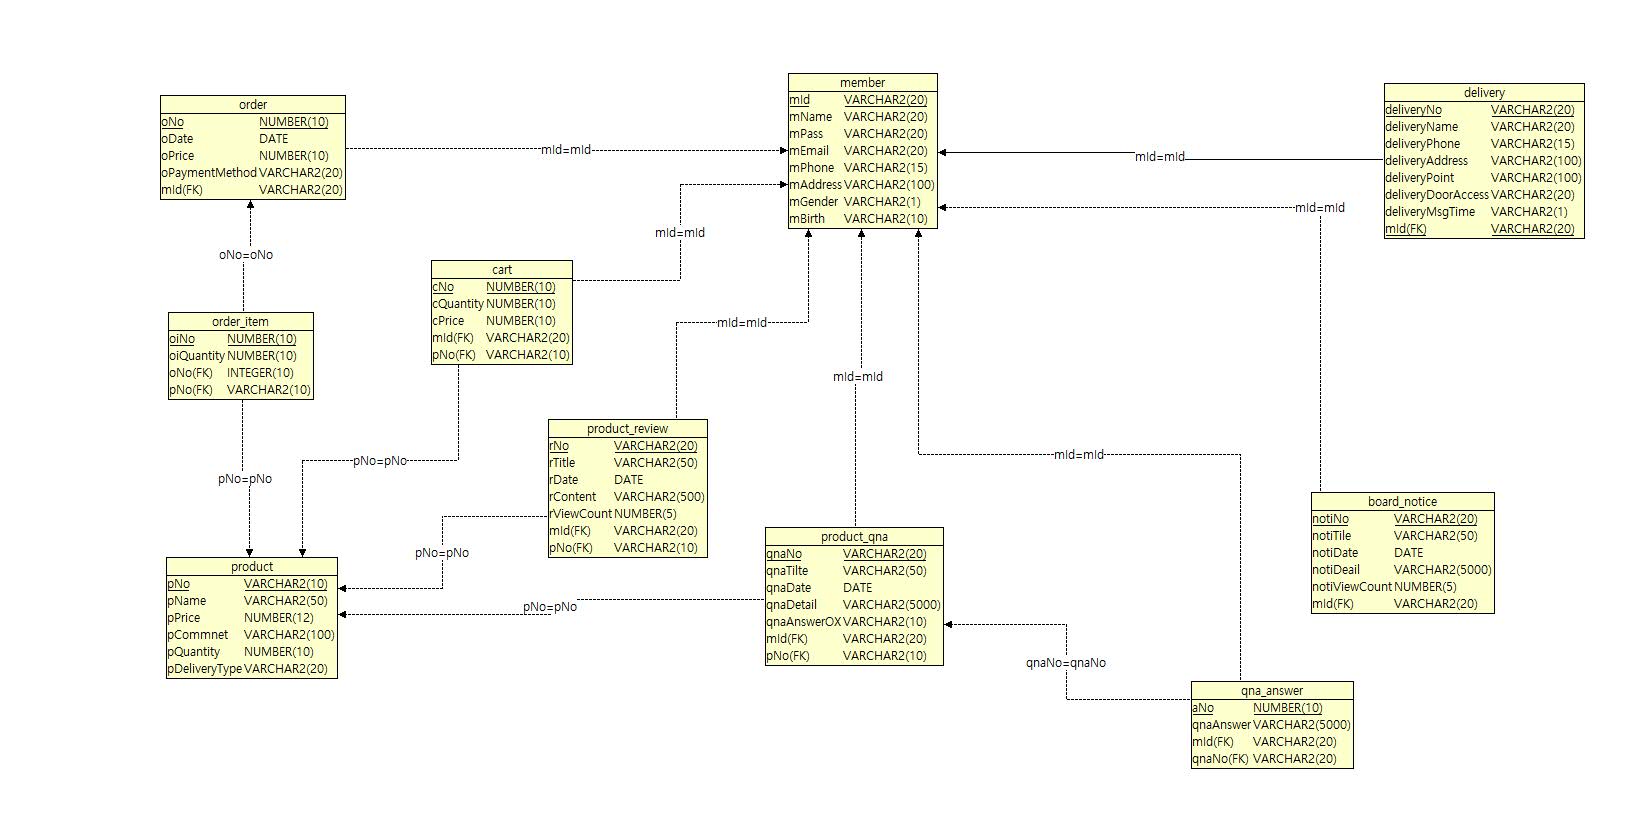 member
mId VARCHAR2(20)
mName VARCHAR2(20)
mPass VARCHAR2(20)
mEmail VARCHAR2(20)
mPhone VARCHAR2(15)
mAddress VARCHAR2(100)
mGender VARCHAR2(1)
mBirth VARCHAR2(10)
delivery
deliveryNo VARCHAR2(20)
deliveryName VARCHAR2(20)
deliveryPhone VARCHAR2(15)
deliveryAddress VARCHAR2(100)
deliveryPoint VARCHAR2(100)
deliveryDoorAccess VARCHAR2(20)
deliveryMsgTime VARCHAR2(1)
mId(FK) VARCHAR2(20)
order
oNo NUMBER(10)
oDate DATE
oPrice NUMBER(10)
oPaymentMethod VARCHAR2(20)
mId(FK) VARCHAR2(20)
mId=mId
mId=mId
mId=mId
mId=mId
oNo=oNo
cart
cNo NUMBER(10)
cQuantity NUMBER(10)
cPrice NUMBER(10)
mId(FK) VARCHAR2(20)
pNo(FK) VARCHAR2(10)
order_item
oiNo NUMBER(10)
oiQuantity NUMBER(10)
oNo(FK) INTEGER(10)
pNo(FK) VARCHAR2(10)
mId=mId
mId=mId
product_review
rNo VARCHAR2(20)
rTitle VARCHAR2(50)
rDate DATE
rContent VARCHAR2(500)
rViewCount NUMBER(5)
mId(FK) VARCHAR2(20)
pNo(FK) VARCHAR2(10)
mId=mId
pNo=pNo
pNo=pNo
board_notice
notiNo VARCHAR2(20)
notiTile VARCHAR2(50)
notiDate DATE
notiDeail VARCHAR2(5000)
notiViewCount NUMBER(5)
mId(FK) VARCHAR2(20)
product_qna
qnaNo VARCHAR2(20)
qnaTilte VARCHAR2(50)
qnaDate DATE
qnaDetail VARCHAR2(5000)
qnaAnswerOX VARCHAR2(10)
mId(FK) VARCHAR2(20)
pNo(FK) VARCHAR2(10)
pNo=pNo
product
pNo VARCHAR2(10)
pName VARCHAR2(50)
pPrice NUMBER(12)
pCommnet VARCHAR2(100)
pQuantity NUMBER(10)
pDeliveryType VARCHAR2(20)
pNo=pNo
qnaNo=qnaNo
qna_answer
aNo NUMBER(10)
qnaAnswer VARCHAR2(5000)
mId(FK) VARCHAR2(20)
qnaNo(FK) VARCHAR2(20)